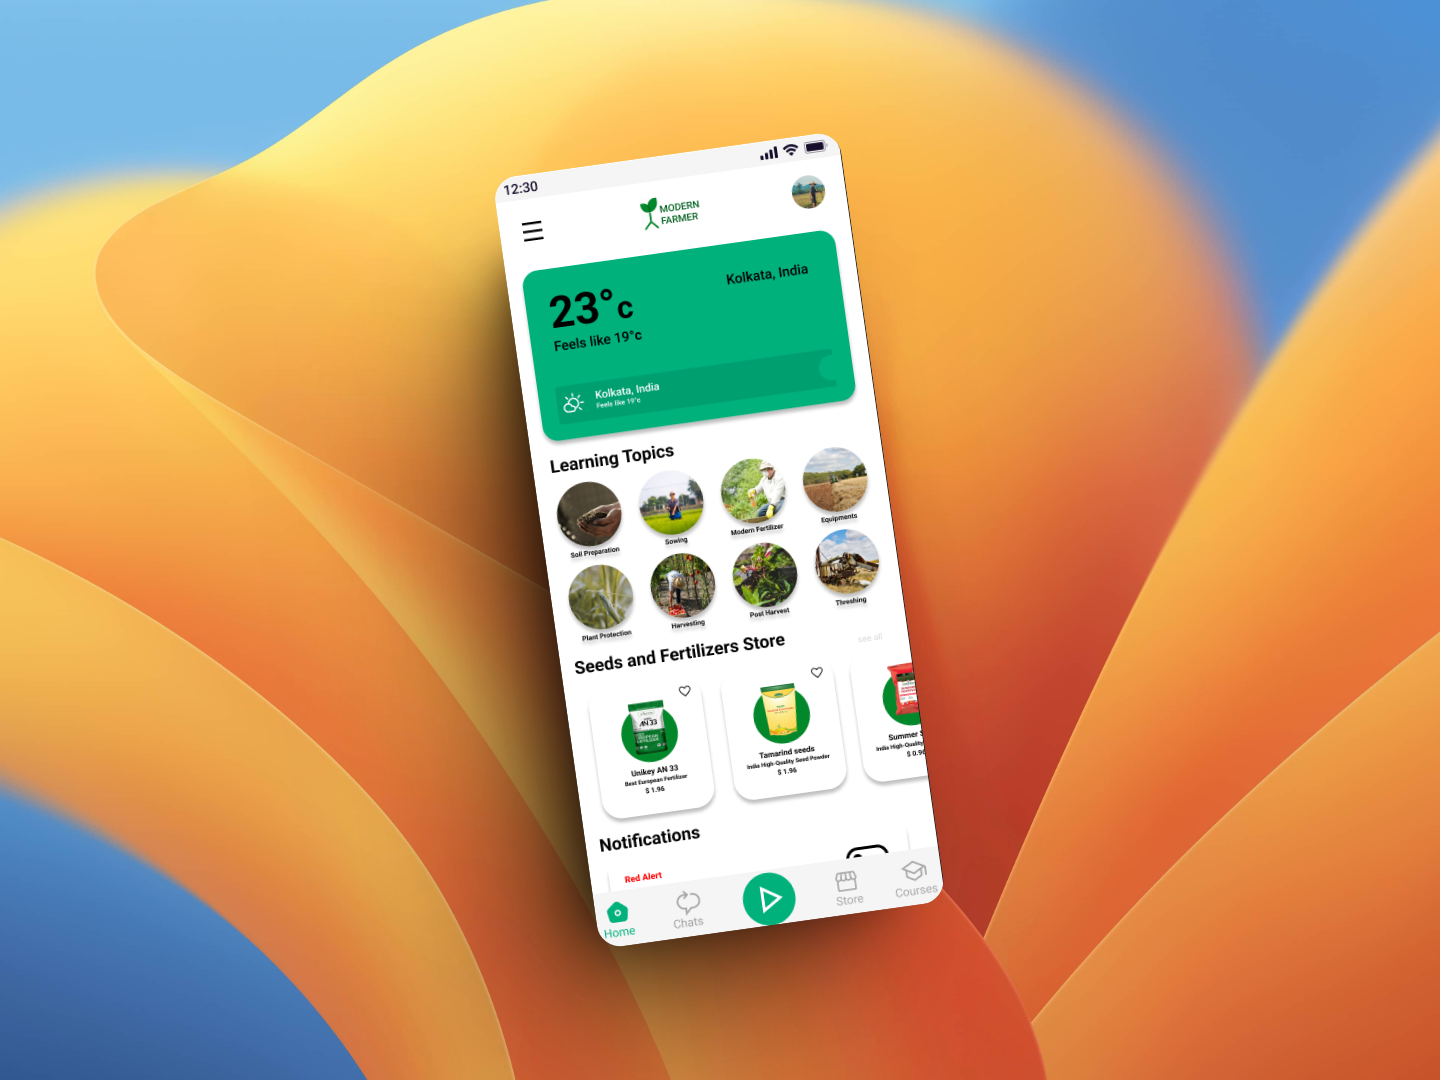 12:30
MODERN
FARMER
Kolkata, India
23°c
Feels like 19°c
Kolkata, India
Feels like 19°c
Learning Topics
Soil Preparation
Sowing
Modern Fertilizer
Equipments
Plant Protection
Harvesting
Post Harvest
Threshing
Seeds and Fertilizers Store
see all
AN 33
Unikey AN 33
Best European Fertilizer
$ 1.96
Tamarind seeds
India High-Quality Seed Powder
$ 1.96
Summer
India High-Quality
$ 0.9
Notifications
Red Alert
Home
Chats
Store
Courses